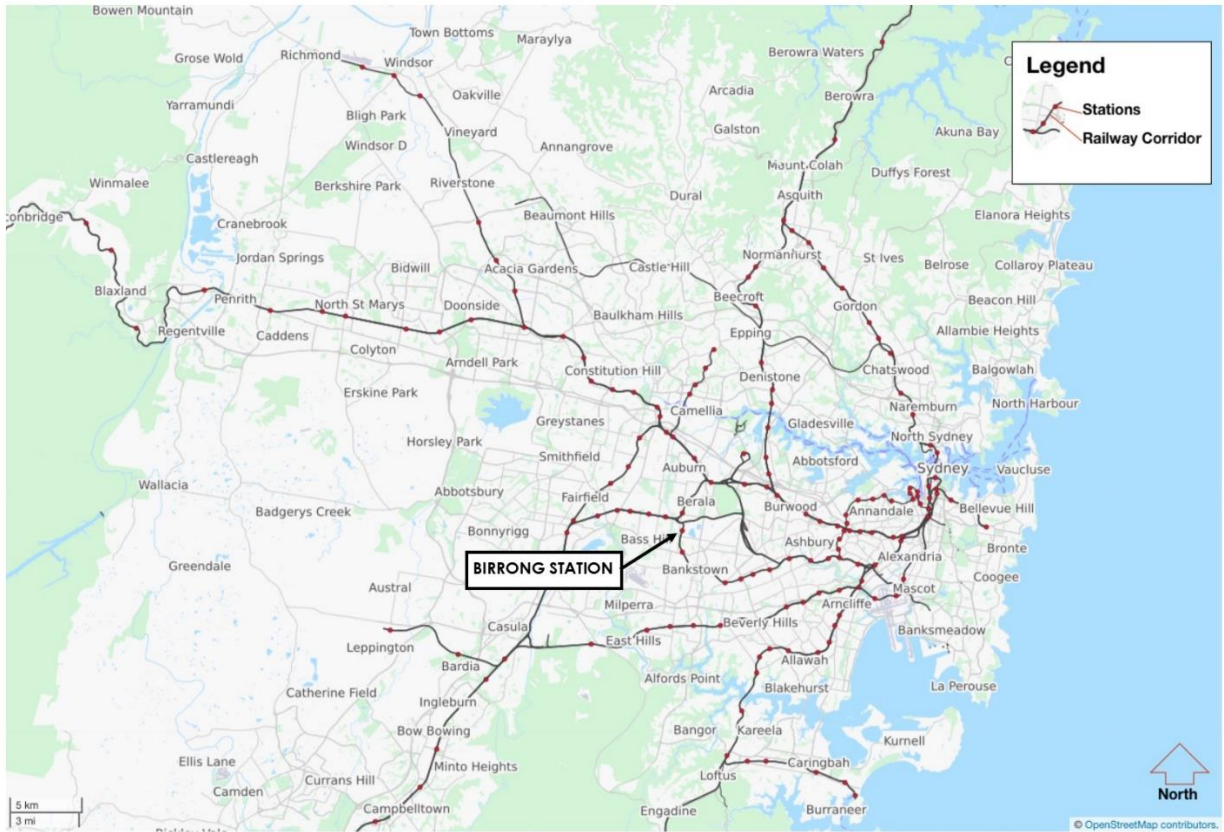 Bowen Mountain
Town Bottoms
Maraylya
Grose Wold
Richmond
Windsor
Berowra Waters
Legend
Stations
Railway Corridor
Yarramundi
Oakville
Arcadia
Berowra
Bligh Park
Vineyard
Galston
Akuna Bay
Windsor D
Annangrove
Castlereagh
Mount Colah
Duffys Forest
Winmalee
Berkshire Park
Riverstone
Dural
Asquith
conbridge
Cranebrook
Beaumont Hills
Elanora Heights
Jordan Springs
Bidwill
Acacia Gardens
Castle Hill
Normanhurst
St Ives
Belrose
Collaroy Plateau
Blaxland
Penrith
North St Marys
Doonside
Beecroft
Gordon
Beacon Hill
Regentville
Caddens
Baulkham Hills
Epping
Allambie Heights
Colyton
Arndell Park
Constitution Hill
Denistone
Chatswood
Balgowlah
Erskine Park
Camellia
Naremburn
North Harbour
Greystanes
Gladesville
Horsley Park
North Sydney
Smithfield
Auburn
Abbotsford
Sydney
Vaucluse
Wallacia
Abbotsbury
Fairfield
Berala
Burwood
Annandale
Bellevue Hill
Badgerys Creek
Bonnyrigg
Bass Hi
Ashbury
Bronte
BIRRONG STATION
Bankstown
Alexandria
Greendale
Austral
Milperra
Mascot
Coogee
Arncliffe
Casula
Beverly Hills
Banksmeadow
Leppington
East Hills
Bardia
Allawah
Alfords Point
Catherine Field
Blakehurst
La Perouse
Ingleburn
Bow Bowing
Bangor
Kareela
Kurnell
Ellis Lane
Minto Heights
Caringbah
Currans Hill
Loftus
Camden
North
5 km
3 mi
Campbelltown
Engadine
Burraneer
© OpenStreetMap contributors.